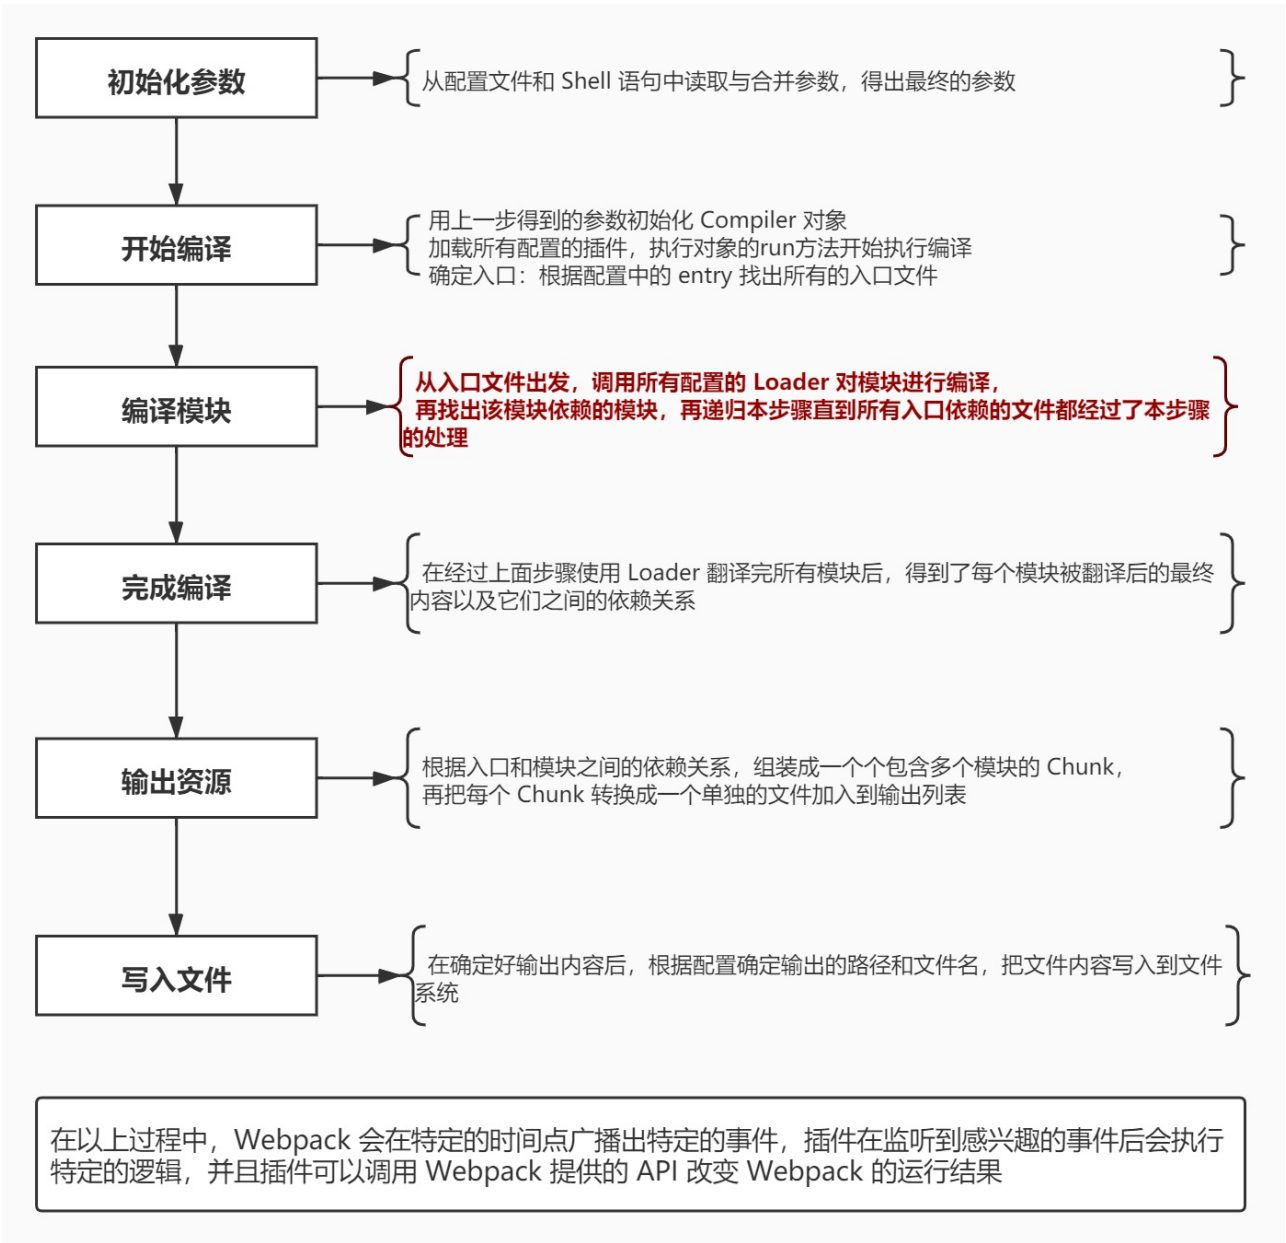 初始化参数
从配置文件和 Shell 语句中读取与合并参数，得出最终的参数
开始编译
用上一步得到的参数初始化 Compiler 对象
加载所有配置的插件，执行对象的run方法开始执行编译
确定入口：根据配置中的 entry 找出所有的入口文件
编译模块
从入口文件出发，调用所有配置的 Loader 对模块进行编译，
再找出该模块依赖的模块，再递归本步骤直到所有入口依赖的文件都经过了本步骤
的处理
完成编译
在经过上面步骤使用 Loader 翻译完所有模块后，得到了每个模块被翻译后的最终
内容以及它们之间的依赖关系
输出资源
根据入口和模块之间的依赖关系，组装成一个个包含多个模块的 Chunk，
再把每个 Chunk 转换成一个单独的文件加入到输出列表
写入文件
在确定好输出内容后，根据配置确定输出的路径和文件名，把文件内容写入到文件
系统
在以上过程中，Webpack 会在特定的时间点广播出特定的事件，插件在监听到感兴趣的事件后会执行
特定的逻辑，并且插件可以调用 Webpack 提供的 API 改变 Webpack 的运行结果